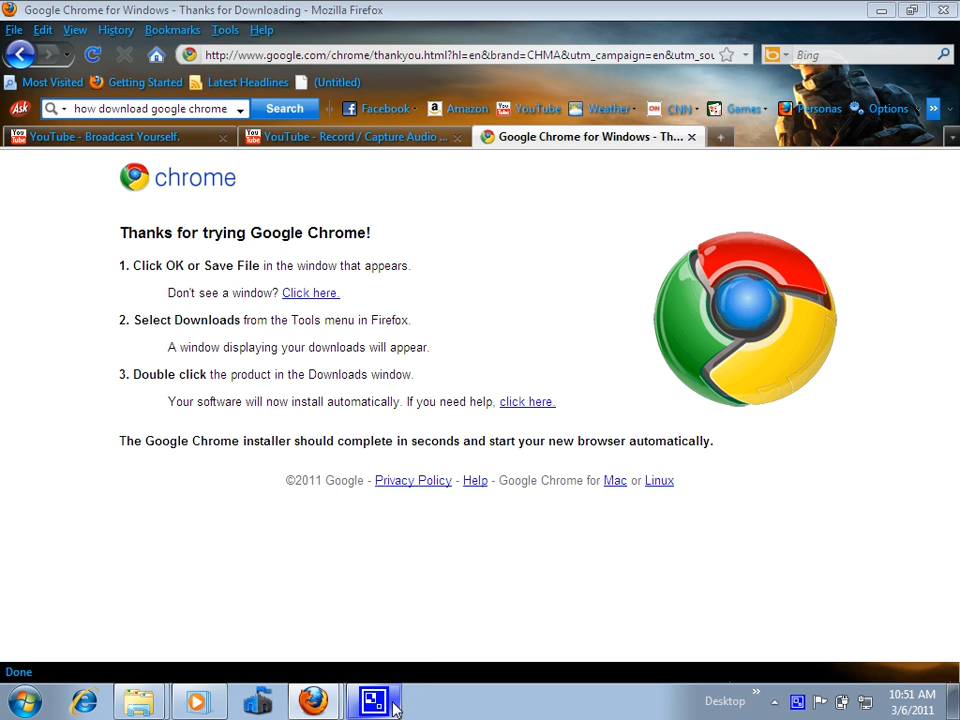 Google Chrome for Windows - Thanks for Downloading - Mozilla Firefox
File Edit View History Bookmarks Tools Help
http://www.google.com/chrome/thankyou.html?hl=en&brand=CHMA&utm_campaign=en&utm_sou
Bing
Most Visited Getting Started Latest Headlines (Untitled)
Ask how download google chrome Search Facebook Amazon You Tube YouTube Weather CNN CNN Games Personas Options »
You Tube YouTube - Broadcast Yourself. You Tube YouTube - Record / Capture Audio ... Google Chrome for Windows - Th...
chrome
Thanks for trying Google Chrome!
1. Click OK or Save File in the window that appears.
Don't see a window? Click here.
2. Select Downloads from the Tools menu in Firefox.
A window displaying your downloads will appear.
3. Double click the product in the Downloads window.
Your software will now install automatically. If you need help, click here.
The Google Chrome installer should complete in seconds and start your new browser automatically.
©2011 Google - Privacy Policy - Help - Google Chrome for Mac or Linux
Done
Desktop »
10:51 AM
3/6/2011